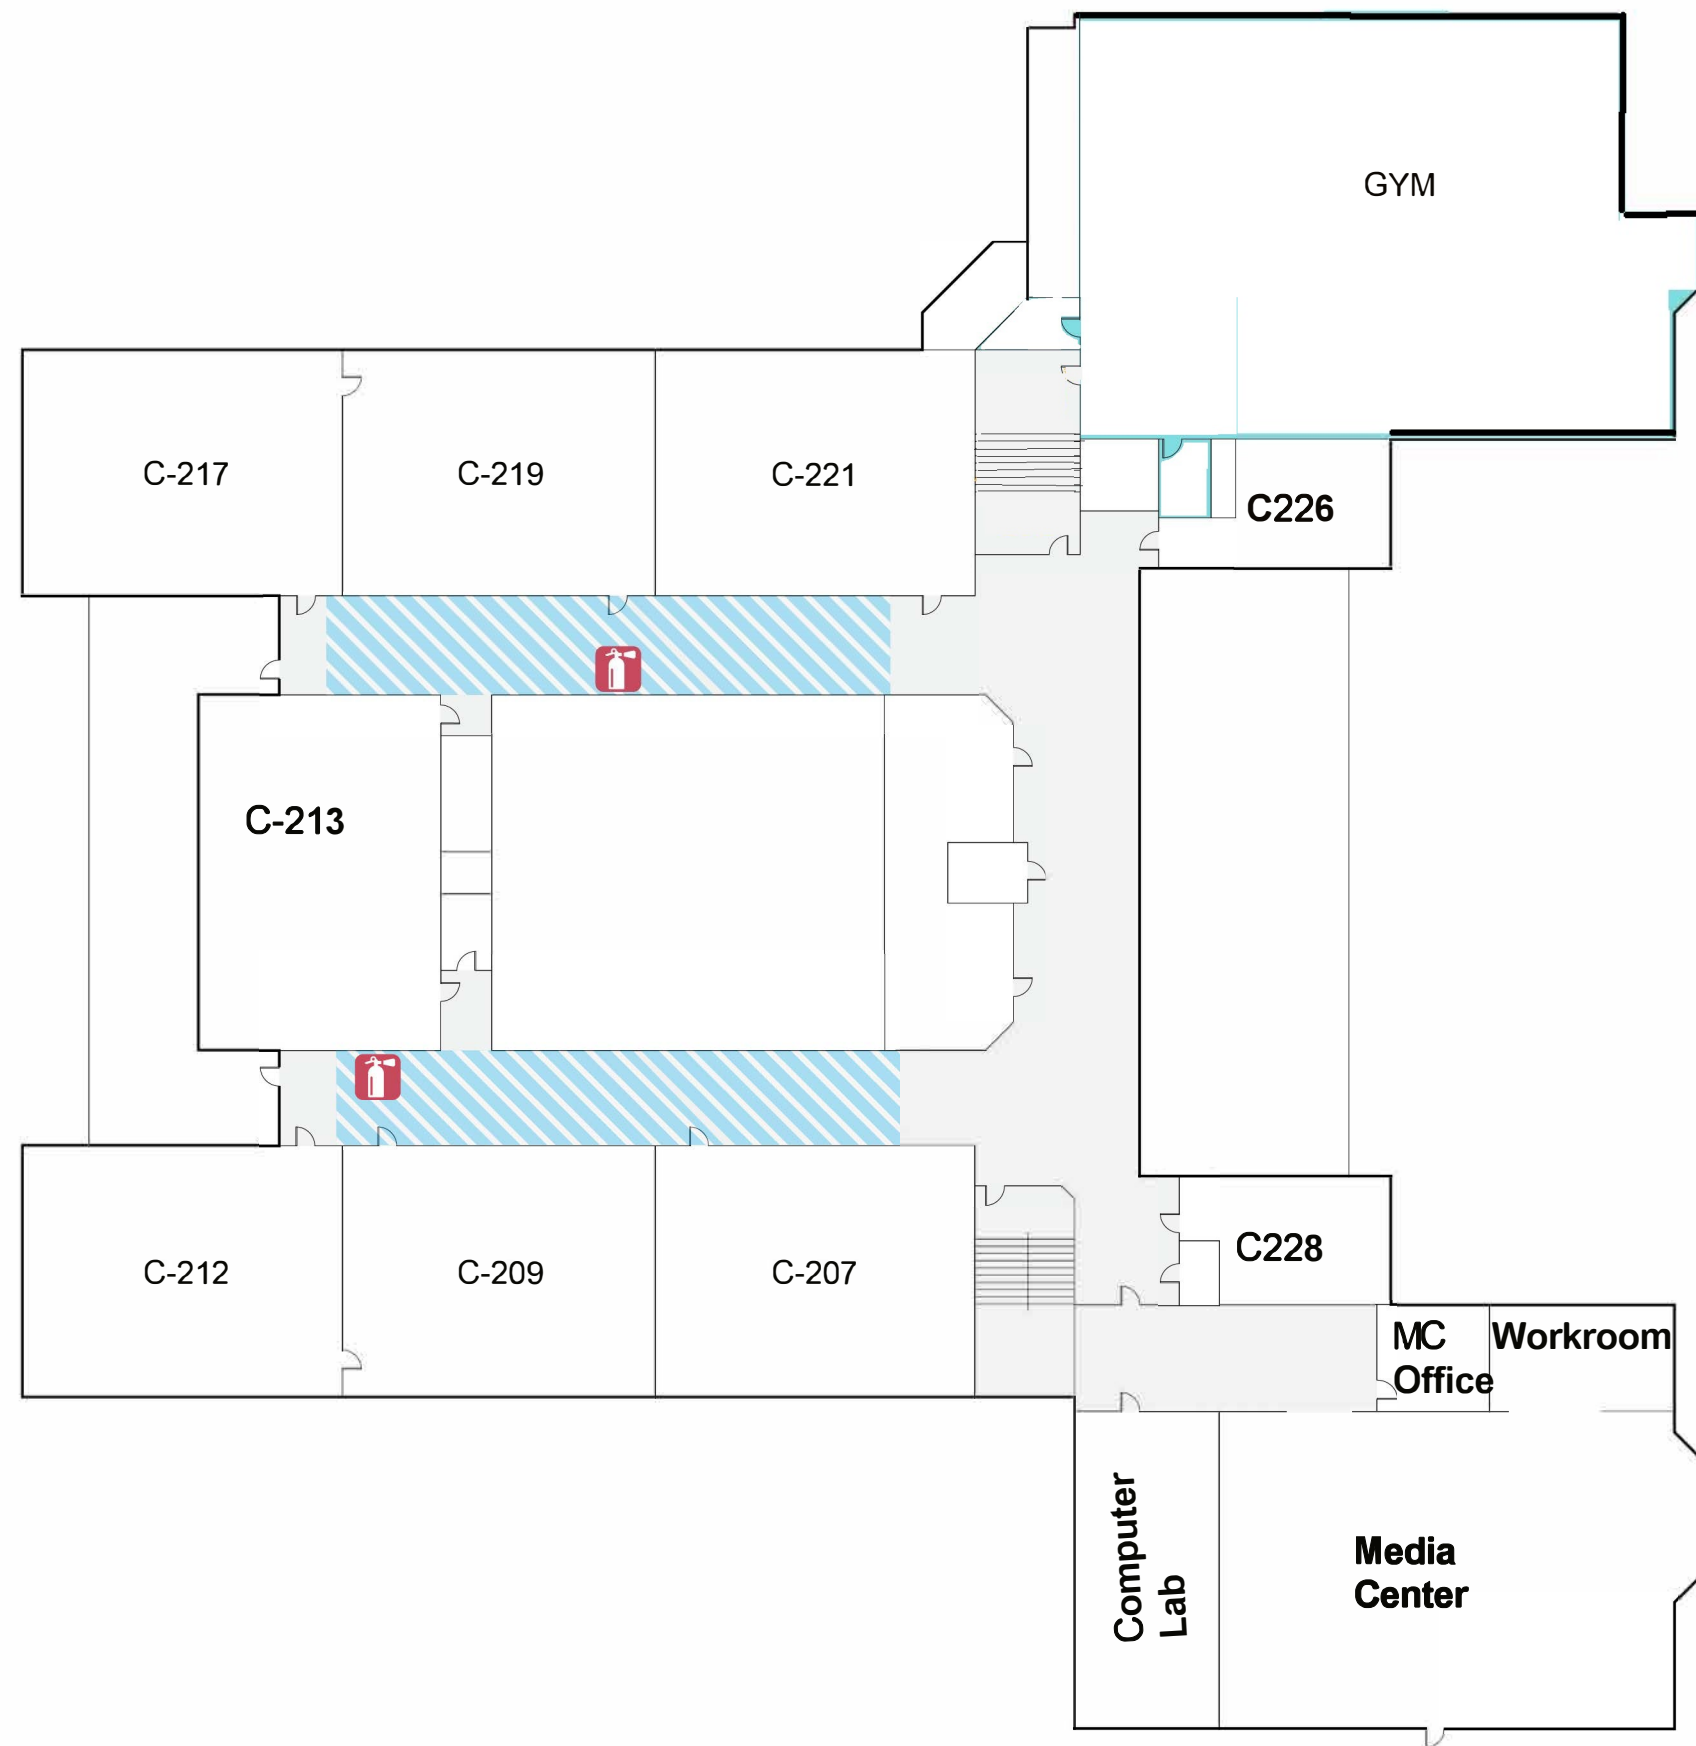 GYM
C-217
C-219
C-221
C226
C-213
C-212
C-209
C-207
C228
MC
Office
Workroom
Computer
Lab
Media
Center